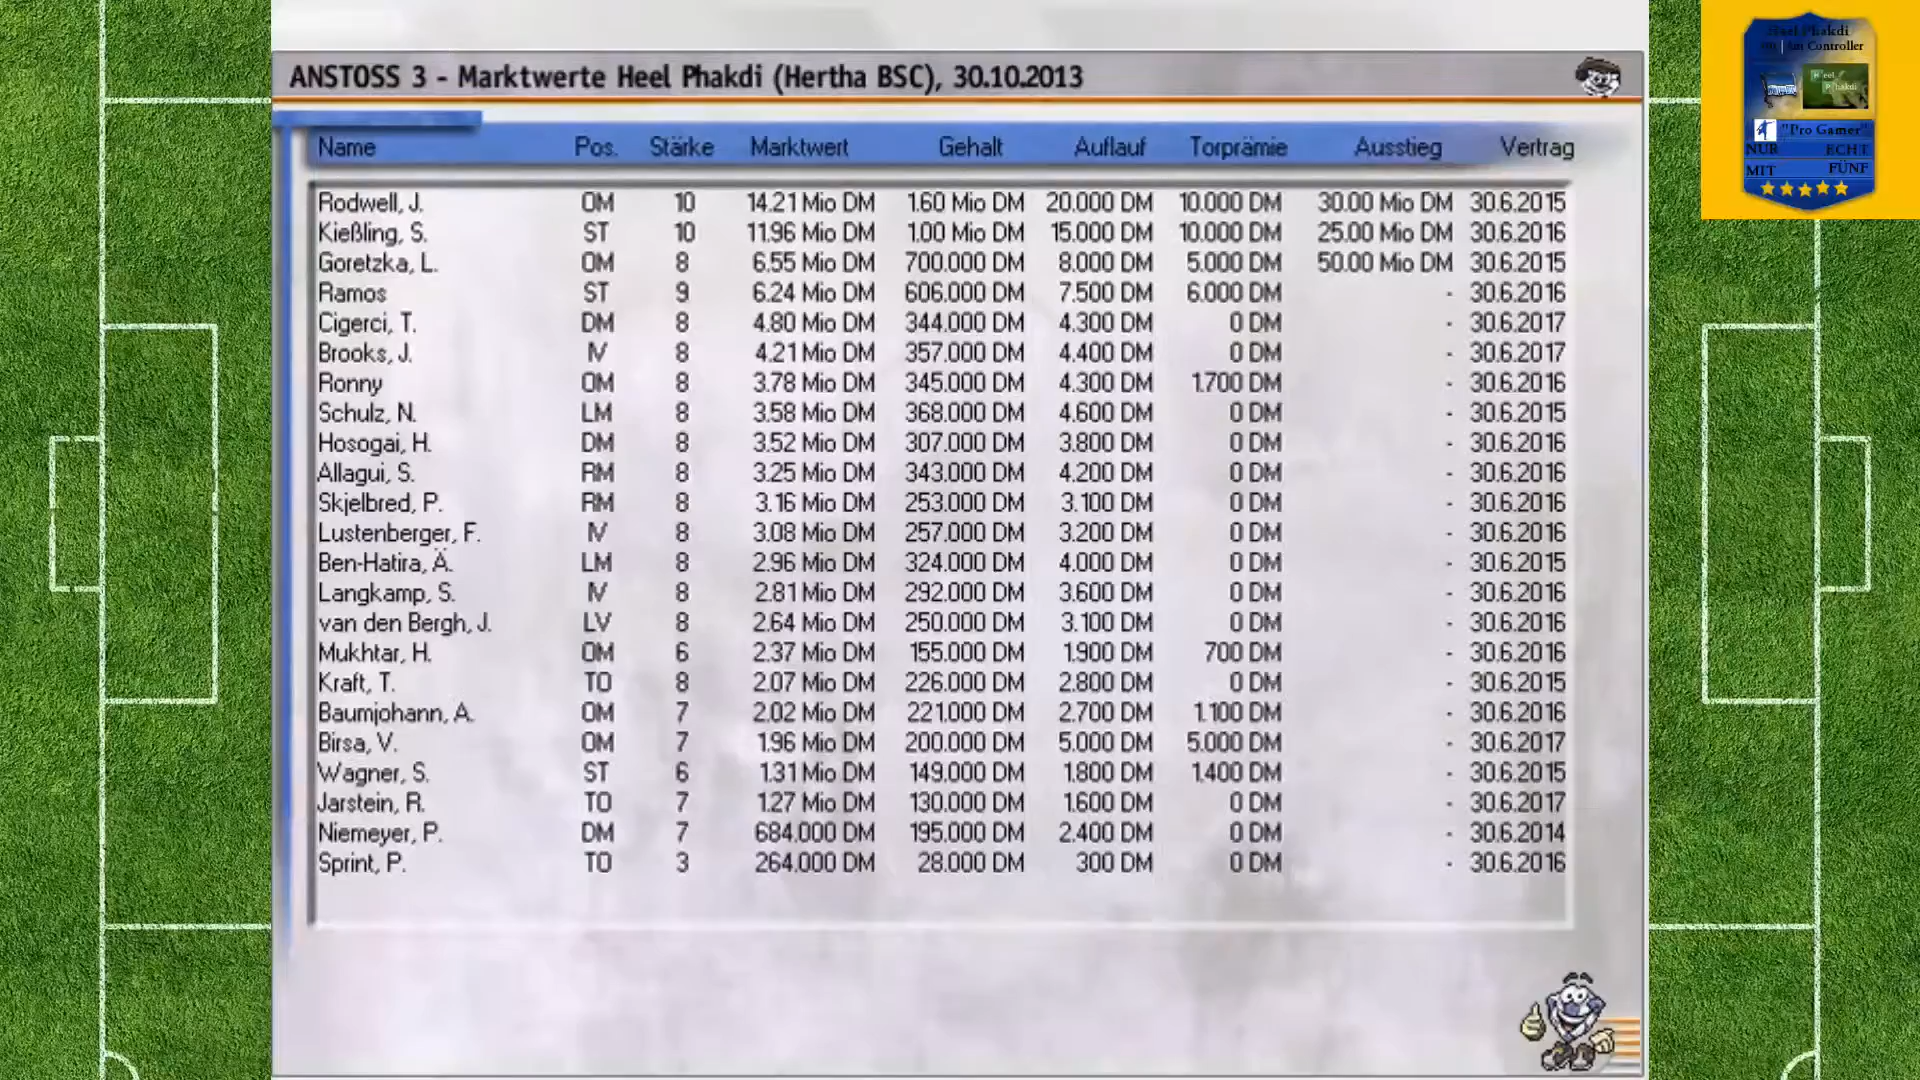 ANSTOSS 3 - Marktwerte Heel Phakdi (Hertha BSC), 30.10.2013
Name Pos. Stärke Marktwert Gehalt Auflauf Torprämie Ausstieg Vertrag
Rodwell, J. OM 10 14.21 Mio DM 1.60 Mio DM 20.000 DM 10.000 DM 30.00 Mio DM 30.6.2015
Kießling, S. ST 10 11.96 Mio DM 1.00 Mio DM 15.000 DM 10.000 DM 25.00 Mio DM 30.6.2016
Goretzka, L. OM 8 6.55 Mio DM 700.000 DM 8.000 DM 5.000 DM 50.00 Mio DM 30.6.2015
Ramos ST 9 6.24 Mio DM 606.000 DM 7.500 DM 6.000 DM - 30.6.2016
Cigerci, T. DM 8 4.80 Mio DM 344.000 DM 4.300 DM 0 DM - 30.6.2017
Brooks, J. IV 8 4.21 Mio DM 357.000 DM 4.400 DM 0 DM - 30.6.2017
Ronny OM 8 3.78 Mio DM 345.000 DM 4.300 DM 1.700 DM - 30.6.2016
Schulz, N. LM 8 3.58 Mio DM 368.000 DM 4.600 DM 0 DM - 30.6.2015
Hosogai, H. DM 8 3.52 Mio DM 307.000 DM 3.800 DM 0 DM - 30.6.2016
Allagui, S. RM 8 3.25 Mio DM 343.000 DM 4.200 DM 0 DM - 30.6.2016
Skjelbred, P. RM 8 3.16 Mio DM 253.000 DM 3.100 DM 0 DM - 30.6.2016
Lustenberger, F. IV 8 3.08 Mio DM 257.000 DM 3.200 DM 0 DM - 30.6.2016
Ben-Hatira, Ä. LM 8 2.96 Mio DM 324.000 DM 4.000 DM 0 DM - 30.6.2015
Langkamp, S. IV 8 2.81 Mio DM 292.000 DM 3.600 DM 0 DM - 30.6.2016
van den Bergh, J. LV 8 2.64 Mio DM 250.000 DM 3.100 DM 0 DM - 30.6.2016
Mukhtar, H. OM 6 2.37 Mio DM 155.000 DM 1.900 DM 700 DM - 30.6.2016
Kraft, T. TO 8 2.07 Mio DM 226.000 DM 2.800 DM 0 DM - 30.6.2015
Baumjohann, A. OM 7 2.02 Mio DM 221.000 DM 2.700 DM 1.100 DM - 30.6.2016
Birsa, V. OM 7 1.96 Mio DM 200.000 DM 5.000 DM 5.000 DM - 30.6.2017
Wagner, S. ST 6 1.31 Mio DM 149.000 DM 1.800 DM 1.400 DM - 30.6.2015
Jarstein, R. TO 7 1.27 Mio DM 130.000 DM 1.600 DM 0 DM - 30.6.2017
Niemeyer, P. DM 7 684.000 DM 195.000 DM 2.400 DM 0 DM - 30.6.2014
Sprint, P. TO 3 264.000 DM 28.000 DM 300 DM 0 DM - 30.6.2016
Phakdi
Controller
Heel
Phakdi
"Pro Gamer"
NUR ECHT
MIT FÜNF